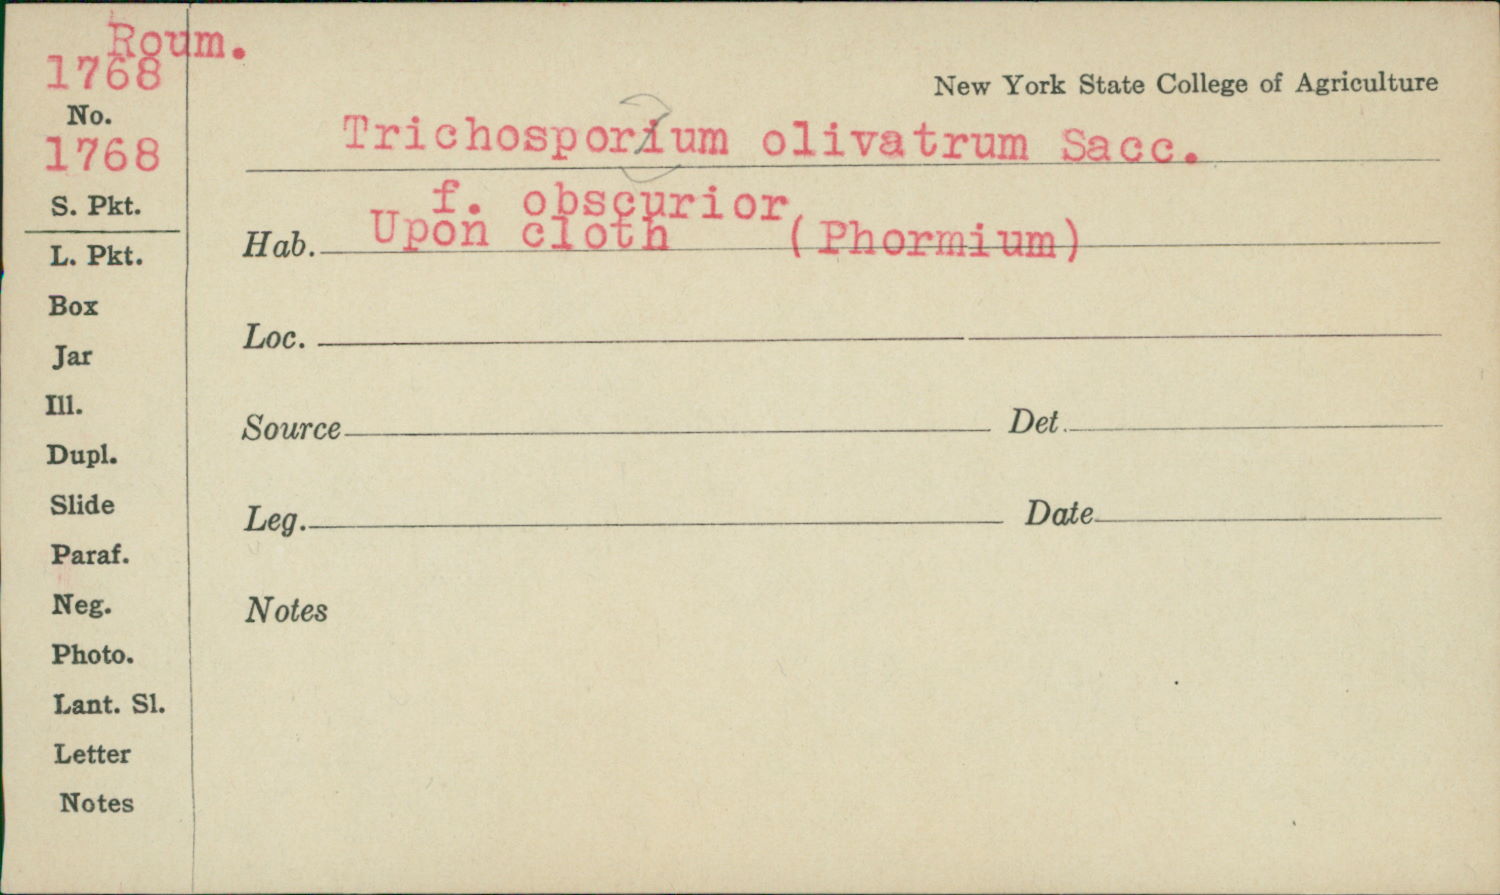 Roum.
1768
No.
1768
S. Pkt.
L. Pkt.
Box
Jar
Ill.
Dupl.
Slide
Paraf.
Neg.
Photo.
Lant. Sl.
Letter
Notes
New York State College of Agriculture
Trichosporium olivatrum Sacc.
f. obscurior
Hab. Upon cloth (Phormium)
Loc.
Source Det.
Leg. Date
Notes